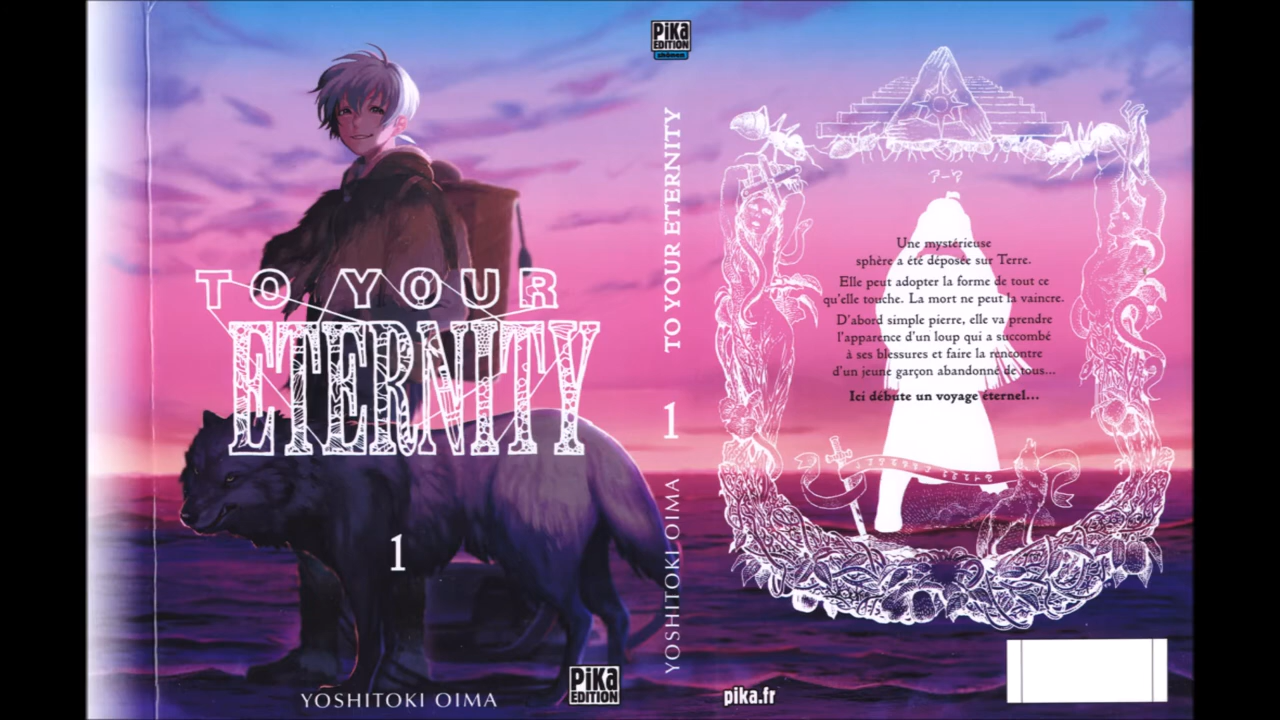 TO YOUR
ETERNITY
1
YOSHITOKI OIMA
PiKa
EDITION
PiKa
EDITION
shônen
TO YOUR ETERNITY
1
YOSHITOKI OIMA
Une mystérieuse
sphère a été déposée sur Terre.
Elle peut adopter la forme de tout ce
qu'elle touche. La mort ne peut la vaincre.
D'abord simple pierre, elle va prendre
l'apparence d'un loup qui a succombé
à ses blessures et faire la rencontre
d'un jeune garçon abandonné de tous...
Ici débute un voyage éternel...
pika.fr